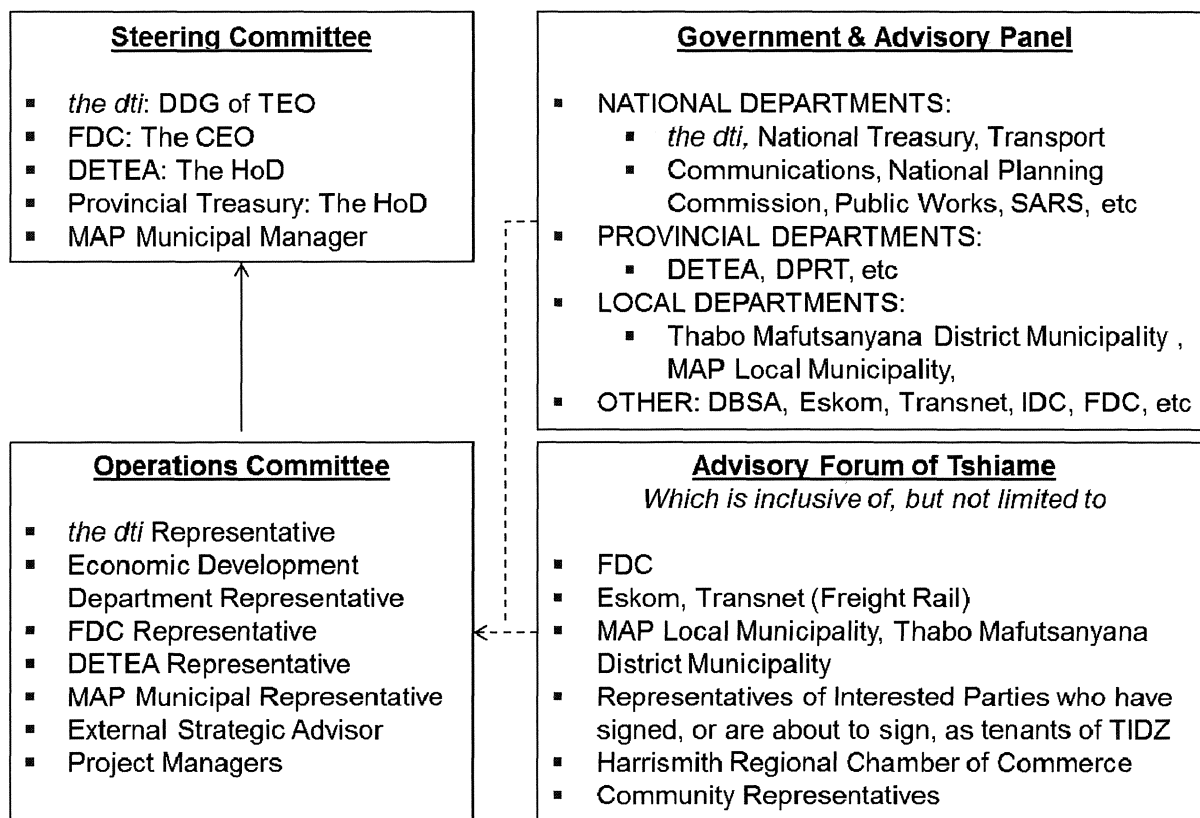 Steering Committee
▪ the dti: DDG of TEO
▪ FDC: The CEO
▪ DETEA: The HoD
▪ Provincial Treasury: The HoD
▪ MAP Municipal Manager
Government & Advisory Panel
▪ NATIONAL DEPARTMENTS:
▪ the dti, National Treasury, Transport
▪ Communications, National Planning
Commission, Public Works, SARS, etc
▪ PROVINCIAL DEPARTMENTS:
▪ DETEA, DPRT, etc
▪ LOCAL DEPARTMENTS:
▪ Thabo Mafutsanyana District Municipality ,
MAP Local Municipality,
▪ OTHER: DBSA, Eskom, Transnet, IDC, FDC, etc
Operations Committee
▪ the dti Representative
▪ Economic Development
Department Representative
▪ FDC Representative
▪ DETEA Representative
▪ MAP Municipal Representative
▪ External Strategic Advisor
▪ Project Managers
Advisory Forum of Tshiame
Which is inclusive of, but not limited to
▪ FDC
▪ Eskom, Transnet (Freight Rail)
▪ MAP Local Municipality, Thabo Mafutsanyana
District Municipality
▪ Representatives of Interested Parties who have
signed, or are about to sign, as tenants of TIDZ
▪ Harrismith Regional Chamber of Commerce
▪ Community Representatives